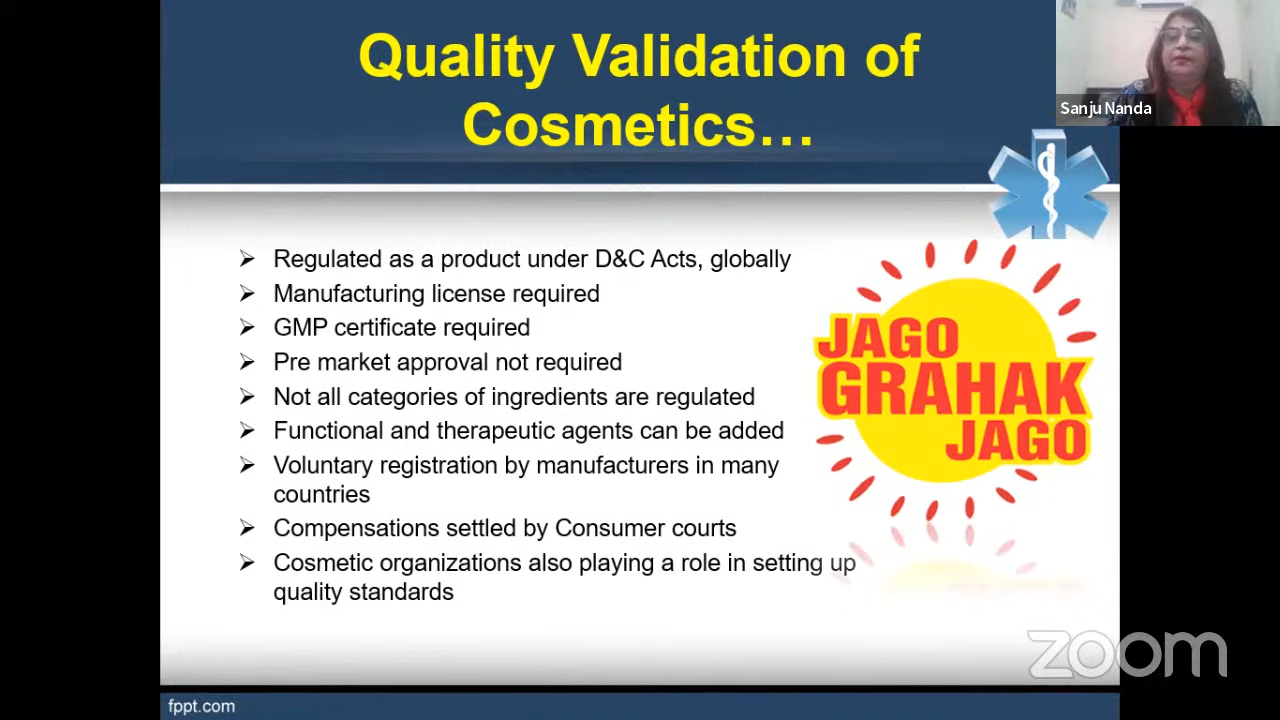 Quality Validation of
Cosmetics…
Sanju Nanda
➢ Regulated as a product under D&C Acts, globally
➢ Manufacturing license required
➢ GMP certificate required
➢ Pre market approval not required
➢ Not all categories of ingredients are regulated
➢ Functional and therapeutic agents can be added
➢ Voluntary registration by manufacturers in many
countries
➢ Compensations settled by Consumer courts
➢ Cosmetic organizations also playing a role in setting up
quality standards
JAGO
GRAHAK
JAGO
zoom
fppt.com